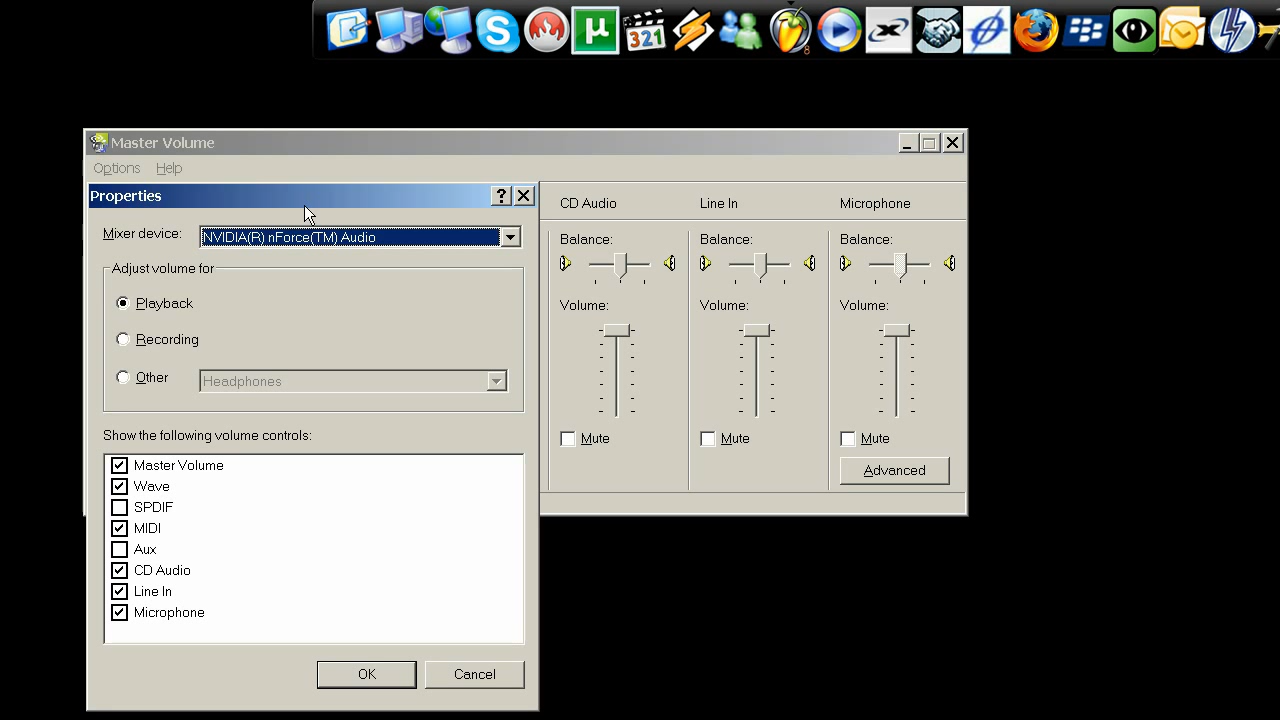 321
8
Master Volume
Options Help
Properties
Mixer device: NVIDIA(R) nForce(TM) Audio
Adjust volume for
Playback
Recording
Other Headphones
Show the following volume controls:
Master Volume
Wave
SPDIF
MIDI
Aux
CD Audio
Line In
Microphone
OK Cancel
CD Audio Line In Microphone
Balance: Balance: Balance:
Volume: Volume: Volume:
Mute Mute Mute
Advanced